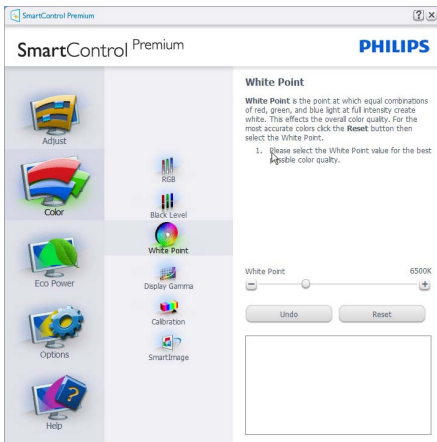 SmartControl Premium
SmartControl Premium
PHILIPS
Adjust
Color
Eco Power
Options
Help
RGB
Black Level
White Point
Display Gamma
Calibration
SmartImage
White Point
White Point is the point at which equal combinations
of red, green, and blue light at full intensity create
white. This effects the overall color quality. For the
most accurate colors click the Reset button then
select the White Point.
1. Please select the White Point value for the best
possible color quality.
White Point 6500K
Undo Reset